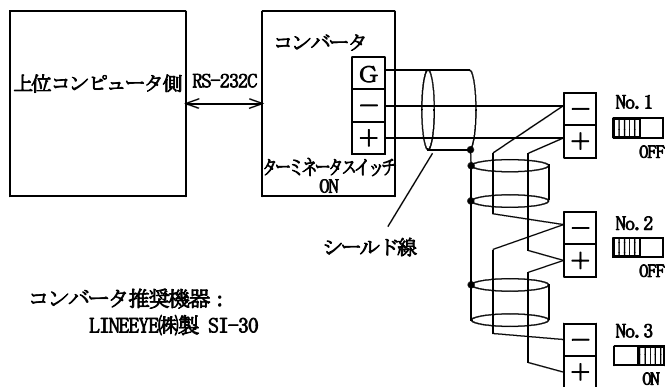 上位コンピュータ側
RS-232C
コンバータ
G
−
+
ターミネータスイッチ
ON
シールド線
−
+
No.1
OFF
−
+
No.2
OFF
−
+
No.3
ON
コンバータ推奨機器：
LINEEYE㈱製 SI-30